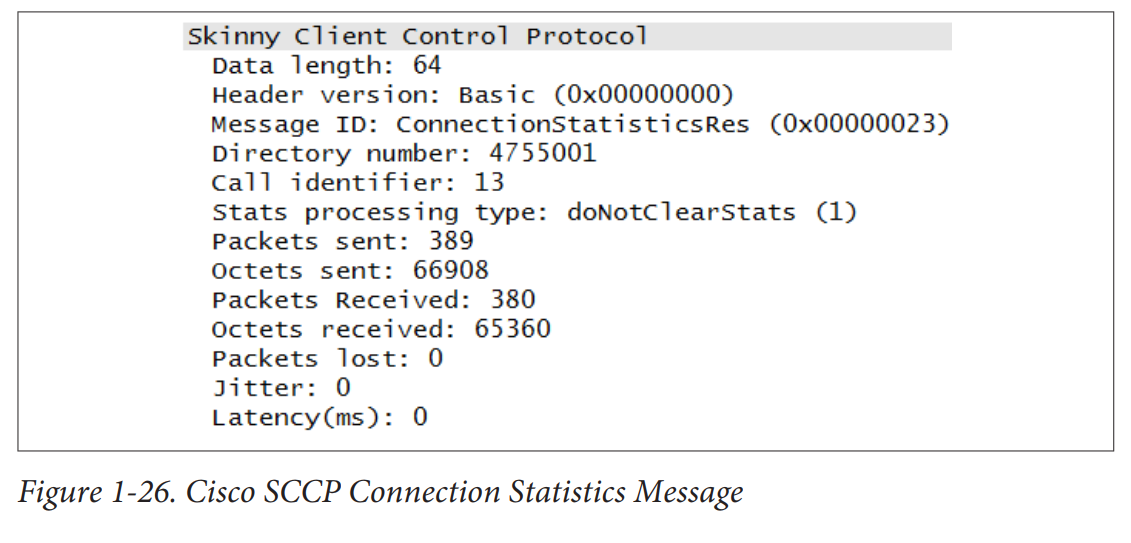 Skinny Client Control Protocol
Data length: 64
Header version: Basic (0x00000000)
Message ID: ConnectionStatisticsRes (0x00000023)
Directory number: 4755001
Call identifier: 13
Stats processing type: doNotClearStats (1)
Packets sent: 389
Octets sent: 66908
Packets Received: 380
Octets received: 65360
Packets lost: 0
Jitter: 0
Latency(ms): 0
Figure 1-26. Cisco SCCP Connection Statistics Message